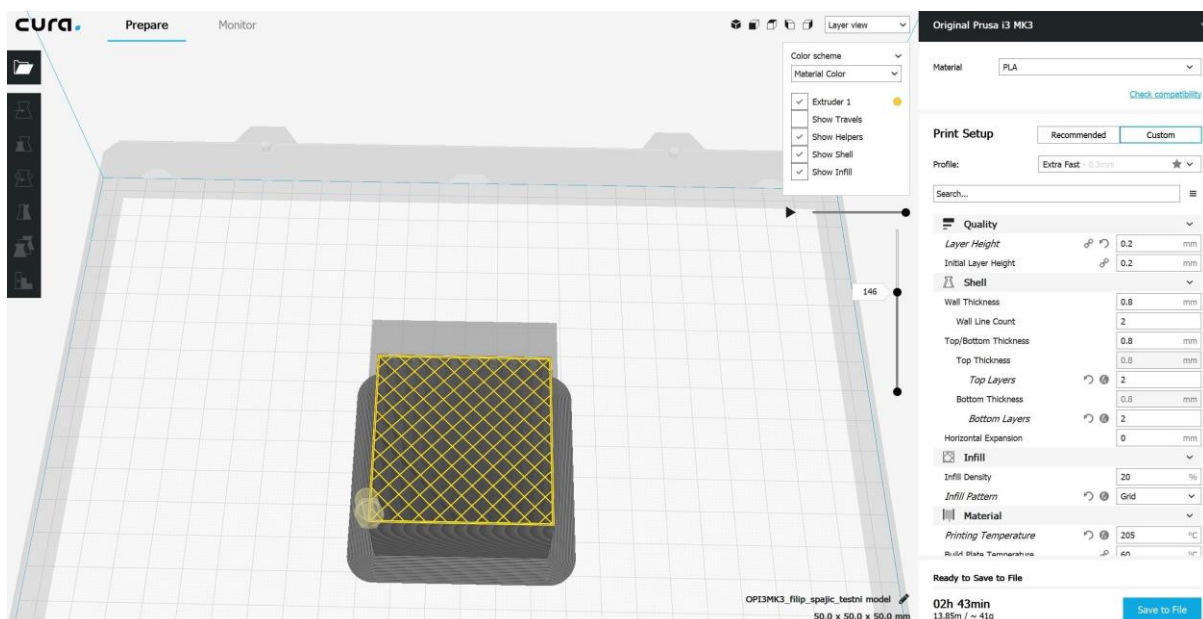 cura.
Prepare
Monitor
Layer view
Color scheme
Material Color
Extruder 1
Show Travels
Show Helpers
Show Shell
Show Infill
146
OPI3MK3_filip_spajic_testni model
50.0 x 50.0 x 50.0 mm
Original Prusa i3 MK3
Material PLA
Check compatibility
Print Setup Recommended Custom
Profile: Extra Fast - 0.3mm
Search...
Quality
Layer Height 0.2 mm
Initial Layer Height 0.2 mm
Shell
Wall Thickness 0.8 mm
Wall Line Count 2
Top/Bottom Thickness 0.8 mm
Top Thickness 0.8 mm
Top Layers 2
Bottom Thickness 0.8 mm
Bottom Layers 2
Horizontal Expansion 0 mm
Infill
Infill Density 20 %
Infill Pattern Grid
Material
Printing Temperature 205 °C
Build Plate Temperature 60 °C
Ready to Save to File
02h 43min
13.85m / ~ 41g
Save to File